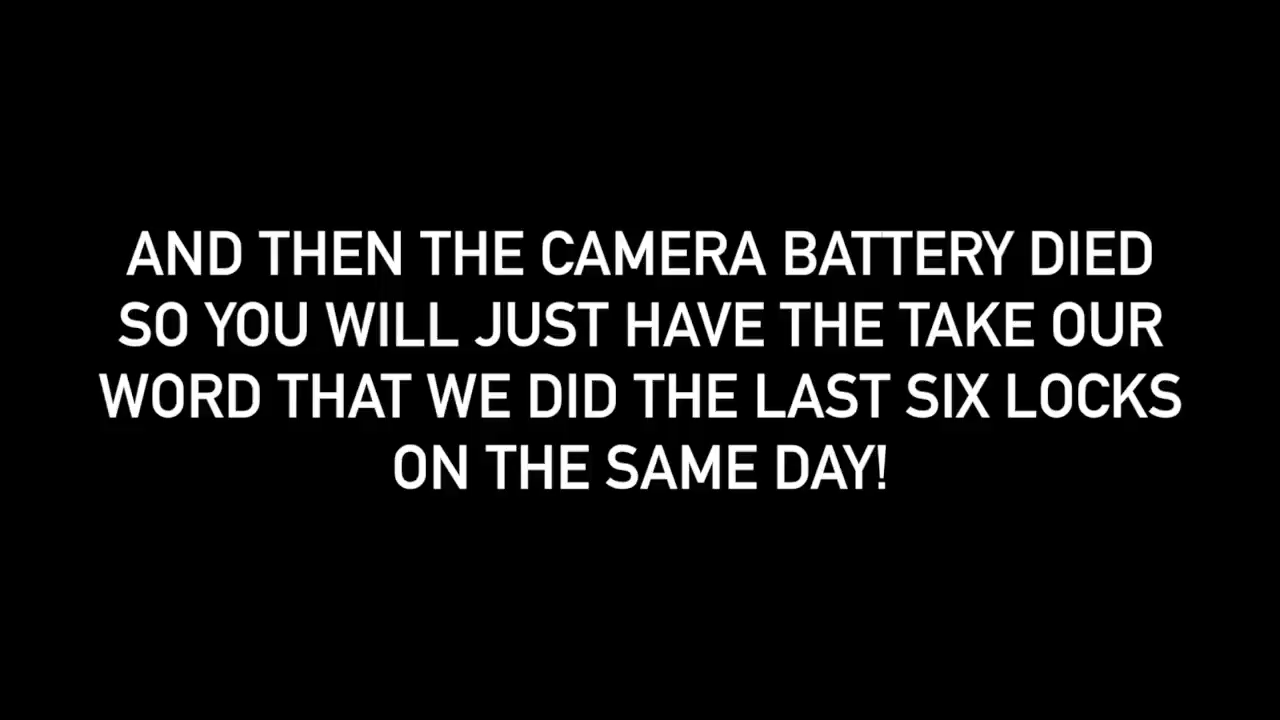 AND THEN THE CAMERA BATTERY DIED
SO YOU WILL JUST HAVE THE TAKE OUR
WORD THAT WE DID THE LAST SIX LOCKS
ON THE SAME DAY!